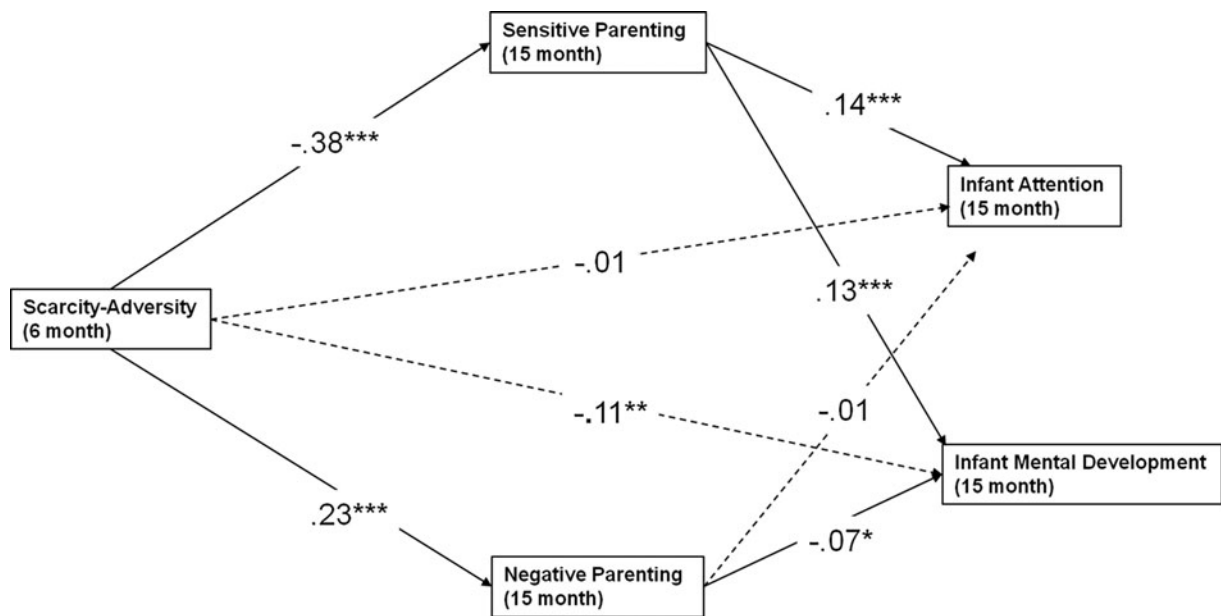 Sensitive Parenting
(15 month)
.14***
-.38***
Infant Attention
(15 month)
-.01
.13***
Scarcity-Adversity
(6 month)
-.11**
-.01
Infant Mental Development
(15 month)
.23***
-.07*
Negative Parenting
(15 month)